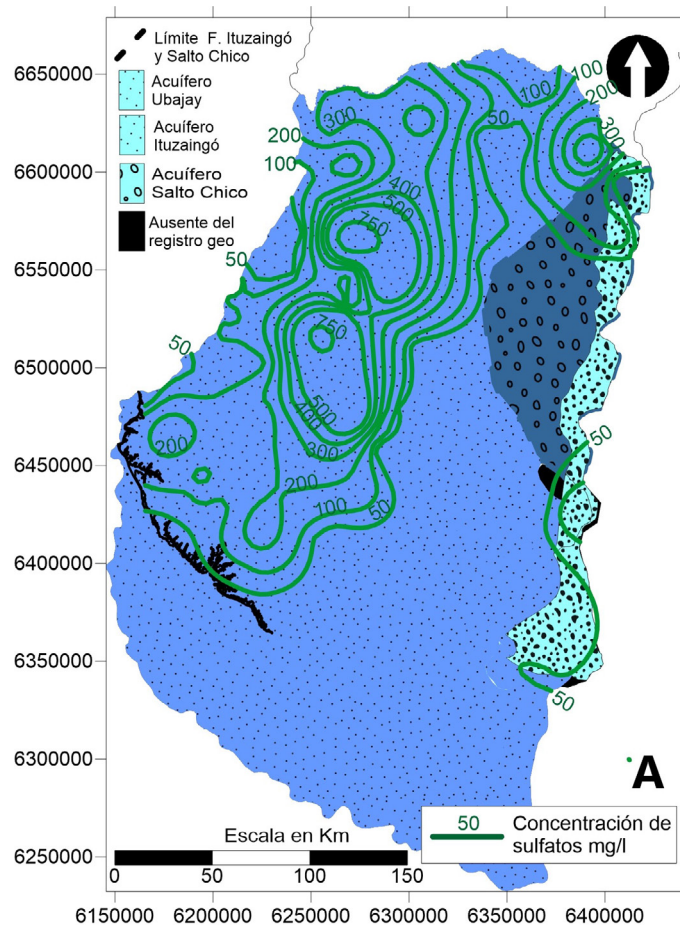 Límite F. Ituzaingó
y Salto Chico
Acuífero
Ubajay
Acuífero
Ituzaingó
Acuífero
Salto Chico
Ausente del
registro geo
6650000
6600000
6550000
6500000
6450000
6400000
6350000
6300000
6250000
100
200
300
100
50
300
200
100
400
500
750
50
50
750
500
400
300
200
200
100
50
50
50
A
Escala en Km
0 50 100 150
50 Concentración de
sulfatos mg/l
6150000 6200000 6250000 6300000 6350000 6400000